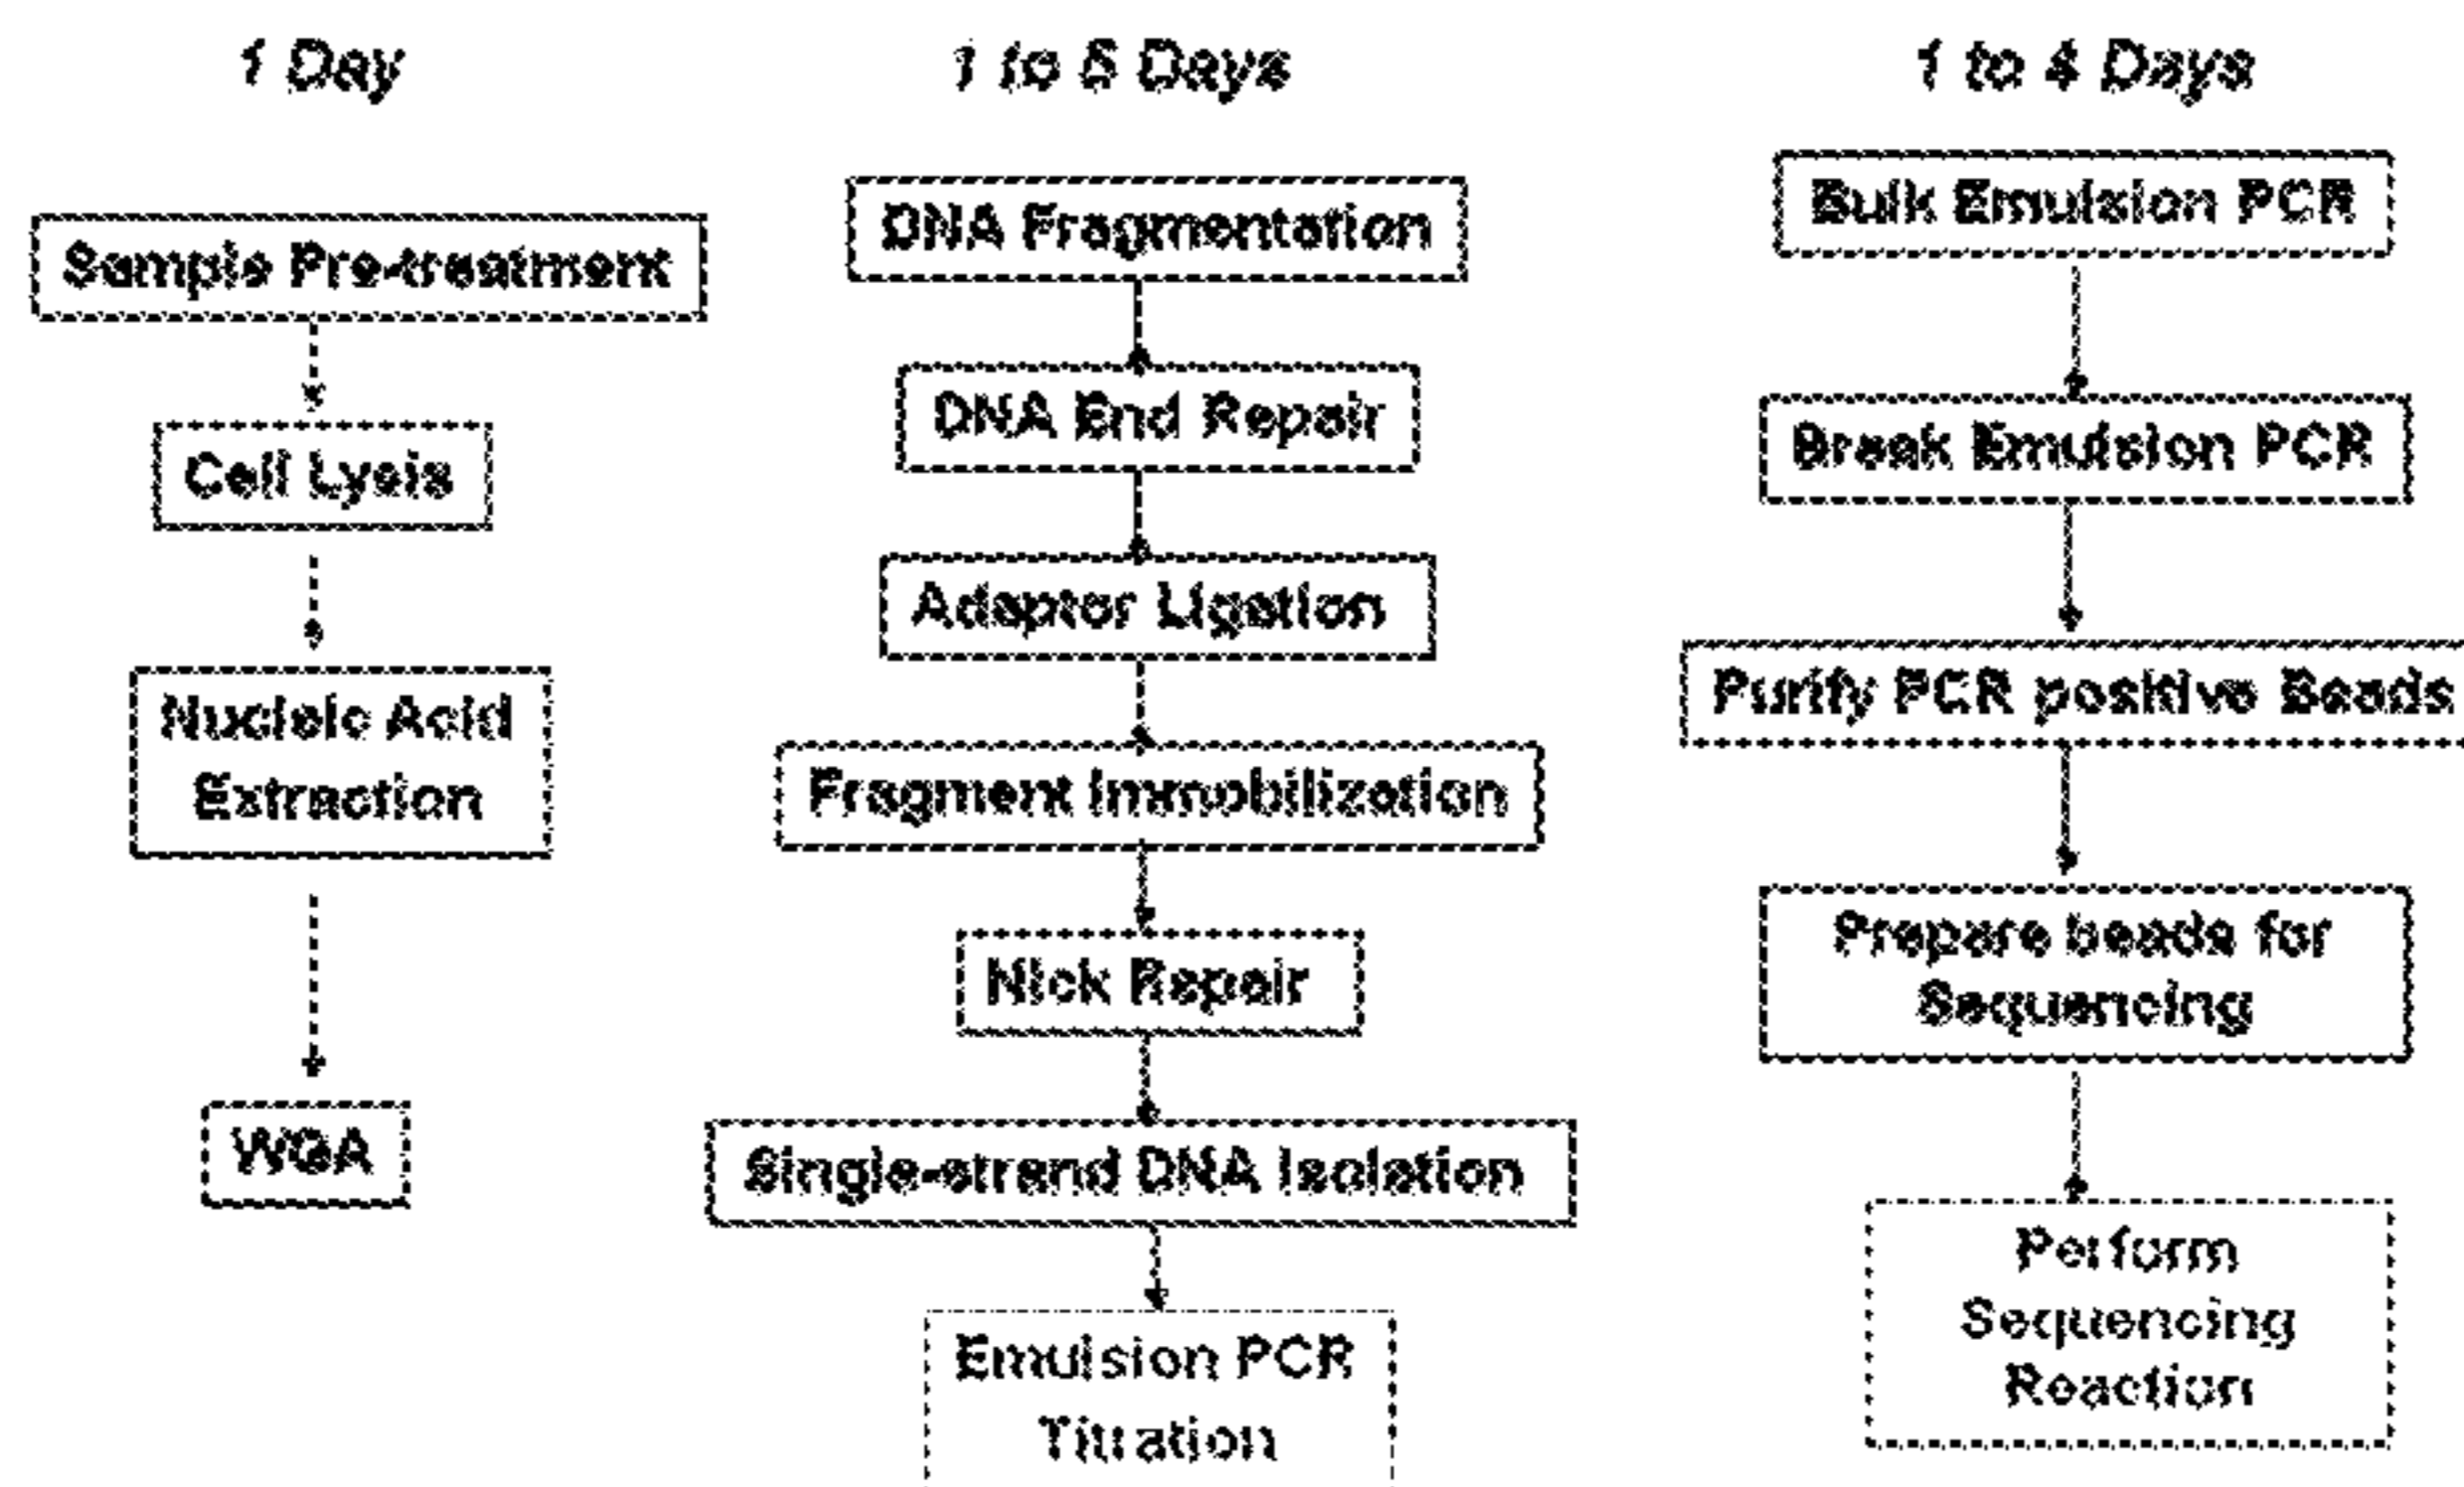 1 Day
Sample Pre-treatment
Cell Lysis
Nucleic Acid
Extraction
WGA
1 to Days
DNA Fragmentation
DNA End Repair
Adaptor Ligation
Fragment Immobilization
Nick Repair
Single-strand DNA Isolation
Emulsion PCR
Titration
1 to 4 Days
Bulk Emulsion PCR
Break Emulsion PCR
Purify PCR positive Beads
Prepare beads for
Sequencing
Perform
Sequencing
Reaction